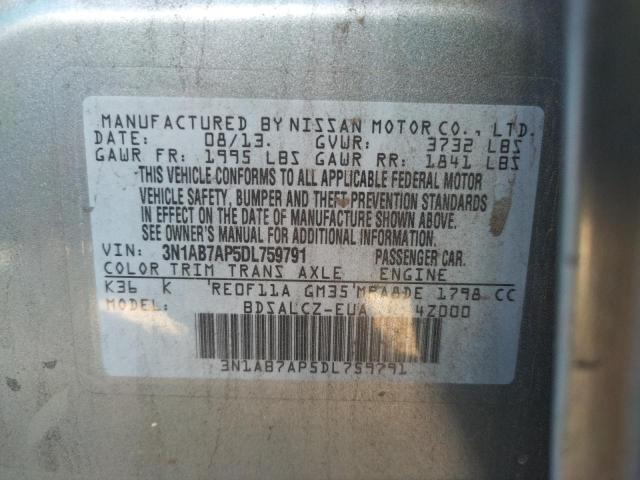 MANUFACTURED BY NISSAN MOTOR CO., LTD.
DATE: 08/13. GVWR: 3732 LBS
GAWR FR: 1995 LBS GAWR RR: 1841 LBS
THIS VEHICLE CONFORMS TO ALL APPLICABLE FEDERAL MOTOR
VEHICLE SAFETY, BUMPER AND THEFT PREVENTION STANDARDS
IN EFFECT ON THE DATE OF MANUFACTURE SHOWN ABOVE.
SEE OWNER'S MANUAL FOR ADDITIONAL INFORMATION.
VIN: 3N1AB7AP5DL759791 PASSENGER CAR.
COLOR TRIM TRANS AXLE ENGINE
K36 K RE0F11A GM35 MRA8DE 1798 CC
MODEL: BDSALCZ-EUA 4Z000
3N1AB7AP5DL759791